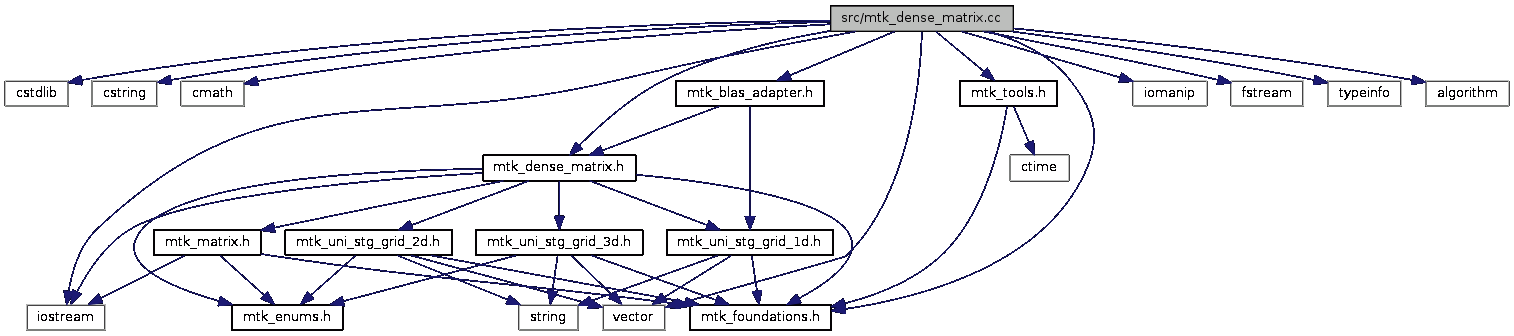 src/mtk_dense_matrix.cc
cstdlib
cstring
cmath
mtk_blas_adapter.h
mtk_tools.h
iomanip
fstream
typeinfo
algorithm
mtk_dense_matrix.h
ctime
mtk_matrix.h
mtk_uni_stg_grid_2d.h
mtk_uni_stg_grid_3d.h
mtk_uni_stg_grid_1d.h
iostream
mtk_enums.h
string
vector
mtk_foundations.h